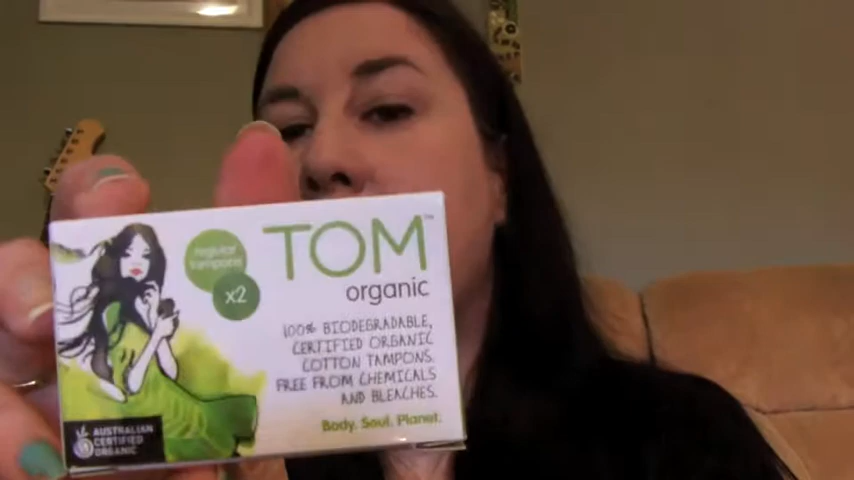 regular
tampons
x2
TOM™
organic
100% BIODEGRADABLE,
CERTIFIED ORGANIC
COTTON TAMPONS.
FREE FROM CHEMICALS
AND BLEACHES.
Body. Soul. Planet.
AUSTRALIAN
CERTIFIED
ORGANIC